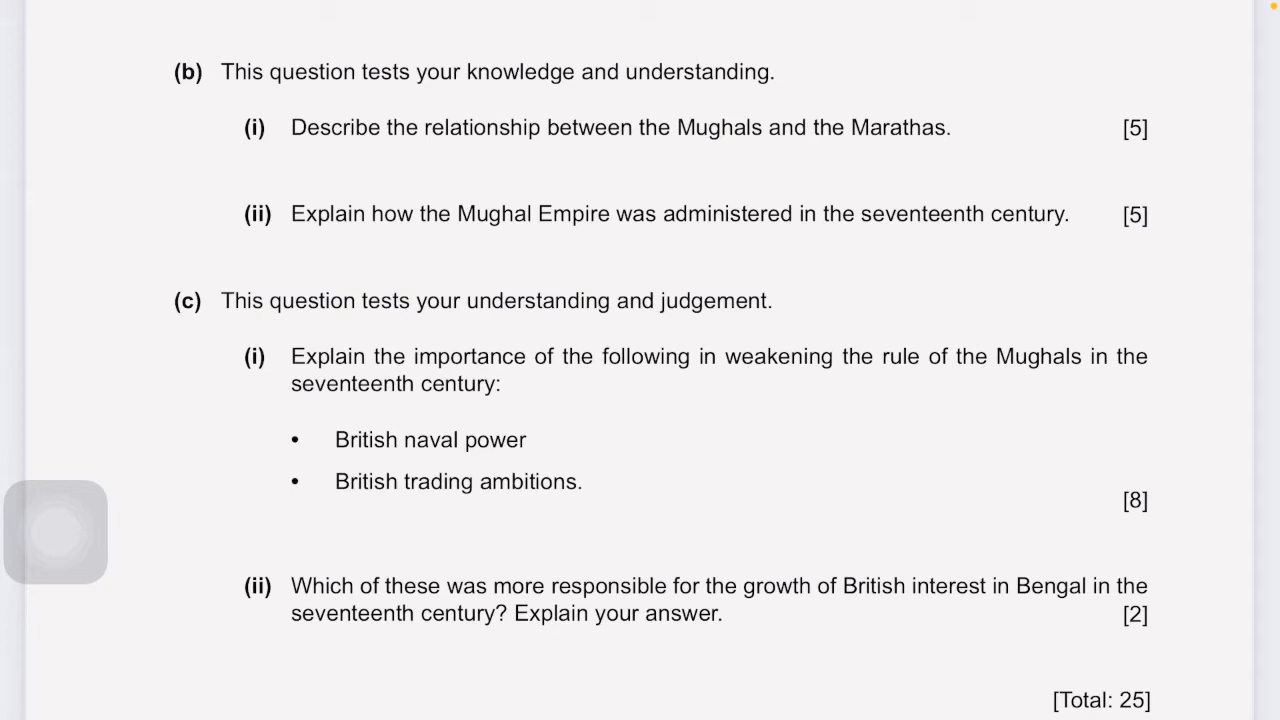 (b) This question tests your knowledge and understanding.
(i) Describe the relationship between the Mughals and the Marathas. [5]
(ii) Explain how the Mughal Empire was administered in the seventeenth century. [5]
(c) This question tests your understanding and judgement.
(i) Explain the importance of the following in weakening the rule of the Mughals in the
seventeenth century:
• British naval power
• British trading ambitions.
[8]
(ii) Which of these was more responsible for the growth of British interest in Bengal in the
seventeenth century? Explain your answer. [2]
[Total: 25]